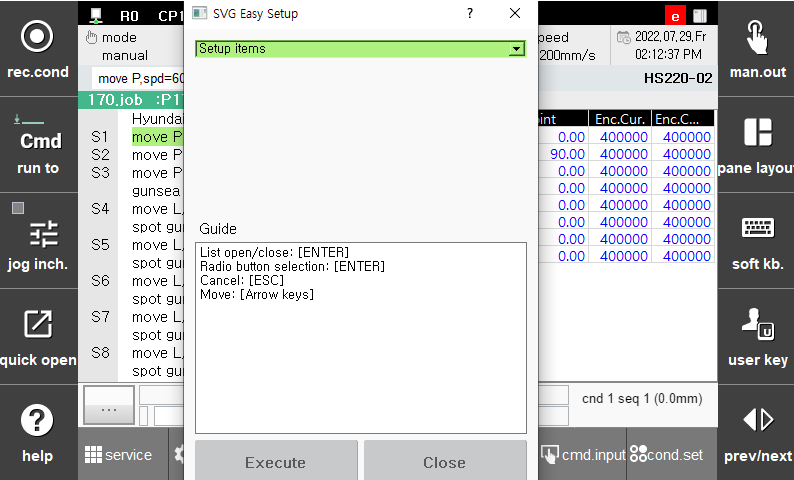 rec.cond
run to
Cmd
jog inch.
quick open
help
R0 CP1
mode
manual
move P,spd=60
170.job :P1
Hyundai
S1 move P
S2 move P
S3 move P
gunsea
S4 move L,
spot gun
S5 move L,
spot gun
S6 move L,
spot gun
S7 move L,
spot gun
S8 move L,
spot gun
...
service
SVG Easy Setup
?
Setup items
Guide
List open/close: [ENTER]
Radio button selection: [ENTER]
Cancel: [ESC]
Move: [Arrow keys]
Execute Close
e
peed
200mm/s
2022.07.29.Fr
02:12:37 PM
HS220-02
oint Enc.Cur. Enc.C...
0.00 400000 400000
90.00 400000 400000
0.00 400000 400000
0.00 400000 400000
0.00 400000 400000
0.00 400000 400000
0.00 400000 400000
0.00 400000 400000
cnd 1 seq 1 (0.0mm)
cmd.input cond.set
man.out
pane layou
soft kb.
U
user key
prev/next